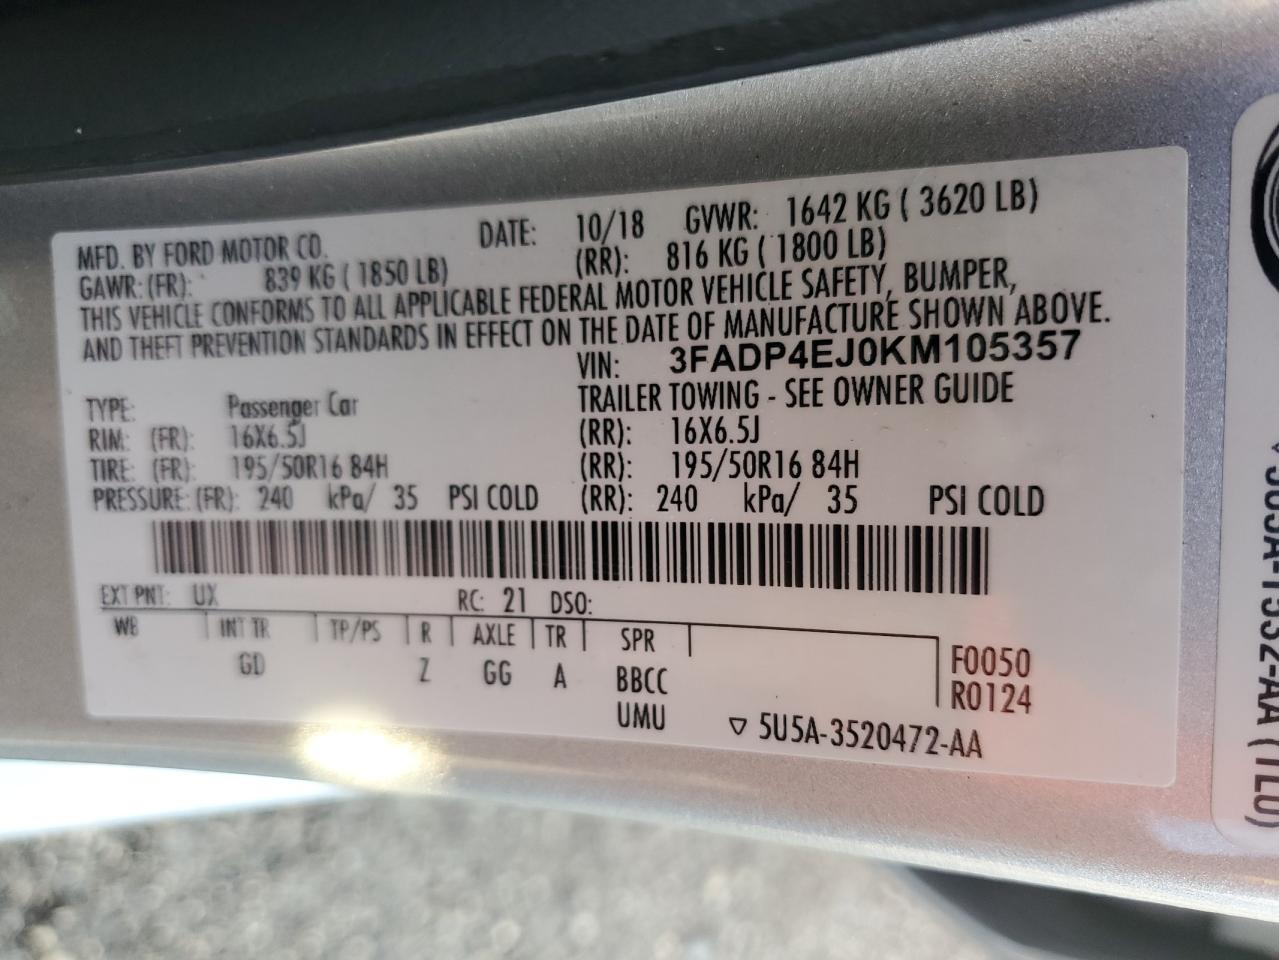 MFD. BY FORD MOTOR CO. DATE: 10/18 GVWR: 1642 KG ( 3620 LB)
GAWR: (FR): 839 KG ( 1850 LB) (RR): 816 KG ( 1800 LB)
THIS VEHICLE CONFORMS TO ALL APPLICABLE FEDERAL MOTOR VEHICLE SAFETY, BUMPER,
AND THEFT PREVENTION STANDARDS IN EFFECT ON THE DATE OF MANUFACTURE SHOWN ABOVE.
VIN: 3FADP4EJ0KM105357
TYPE: Passenger Car TRAILER TOWING - SEE OWNER GUIDE
RIM: (FR): 16X6.5J (RR): 16X6.5J
TIRE: (FR): 195/50R16 84H (RR): 195/50R16 84H
PRESSURE: (FR): 240 kPa/ 35 PSI COLD (RR): 240 kPa/ 35 PSI COLD
EXT PNT: UX RC: 21 DSO:
WB INT TR TP/PS R AXLE TR SPR
GD Z GG A BBCC
UMU
F0050
R0124
▽ 5U5A-3520472-AA
-AA (TL0)